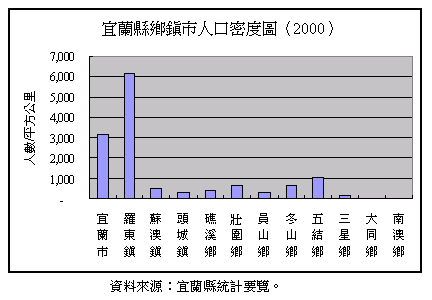 宜蘭縣鄉鎮市人口密度圖（2000）
人數/平方公里
7,000
6,000
5,000
4,000
3,000
2,000
1,000
-
宜蘭市
羅東鎮
蘇澳鎮
頭城鎮
礁溪鄉
壯圍鄉
員山鄉
冬山鄉
五結鄉
三星鄉
大同鄉
南澳鄉
資料來源：宜蘭縣統計要覽。